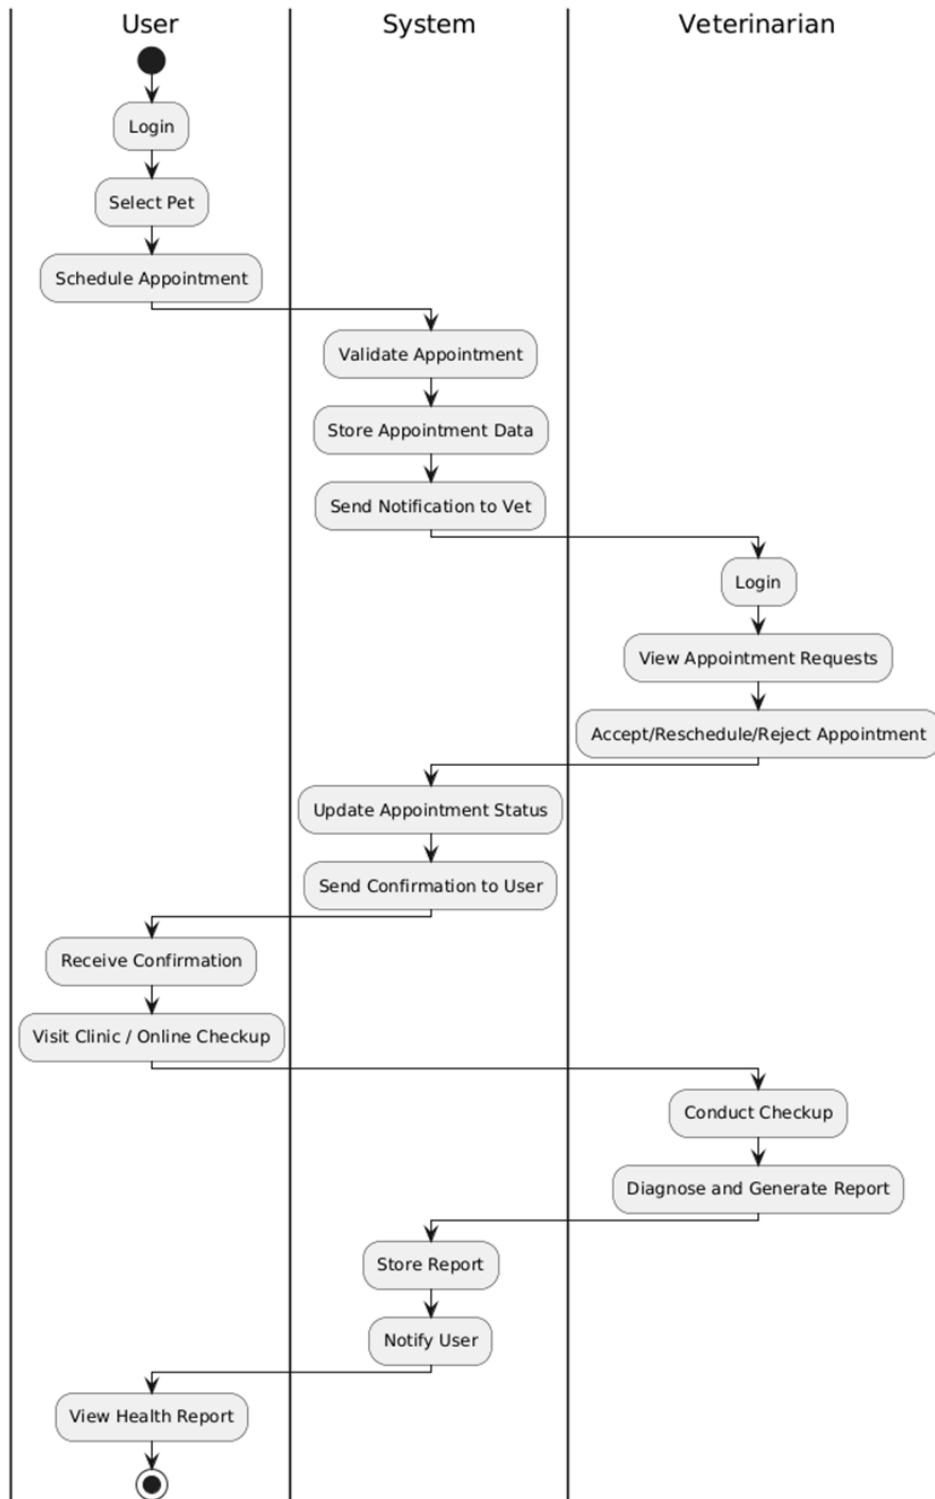 User
System
Veterinarian
Login
Select Pet
Schedule Appointment
Validate Appointment
Store Appointment Data
Send Notification to Vet
Login
View Appointment Requests
Accept/Reschedule/Reject Appointment
Update Appointment Status
Send Confirmation to User
Receive Confirmation
Visit Clinic / Online Checkup
Conduct Checkup
Diagnose and Generate Report
Store Report
Notify User
View Health Report